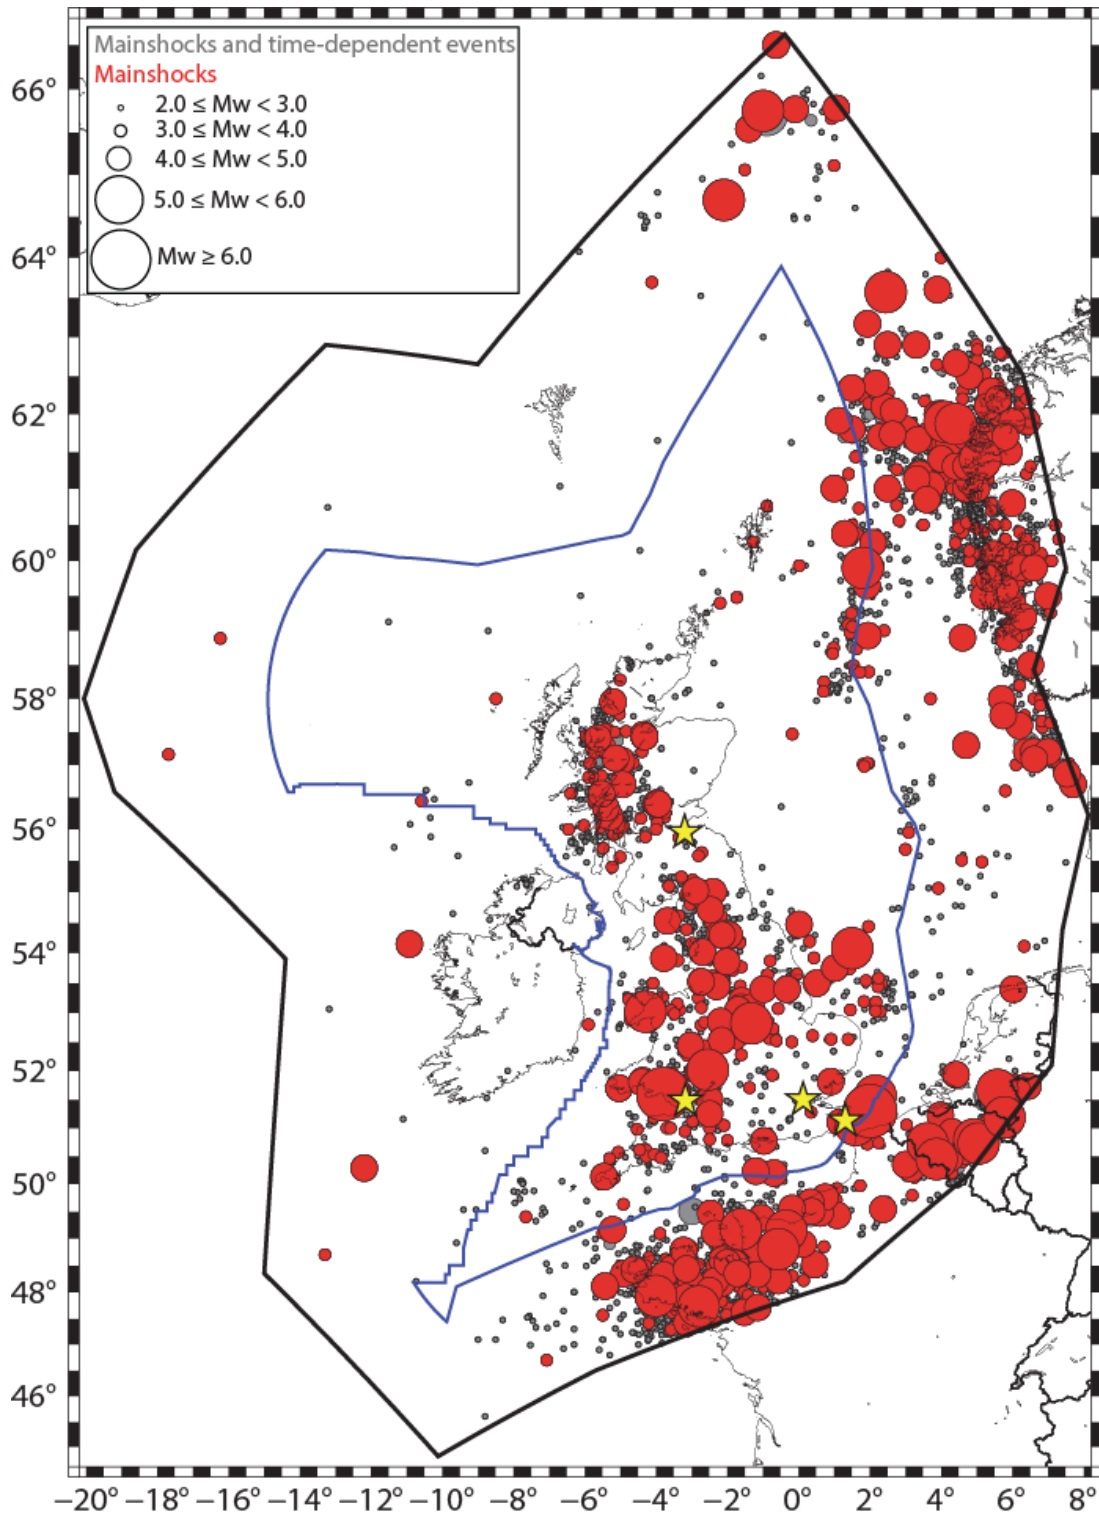 Mainshocks and time-dependent events
Mainshocks
2.0 ≤ Mw < 3.0
3.0 ≤ Mw < 4.0
4.0 ≤ Mw < 5.0
5.0 ≤ Mw < 6.0
Mw ≥ 6.0
66°
64°
62°
60°
58°
56°
54°
52°
50°
48°
46°
−20° −18° −16° −14° −12° −10° −8° −6° −4° −2° 0° 2° 4° 6° 8°